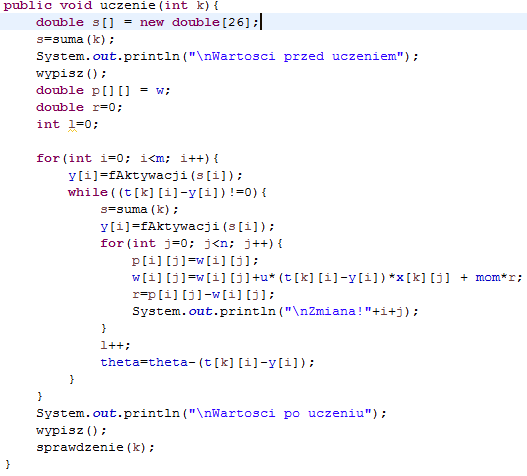 public void uczenie(int k){
    double s[] = new double[26];
    s=suma(k);
    System.out.println("\nWartosci przed uczeniem");
    wypisz();
    double p[][] = w;
    double r=0;
    int l=0;

    for(int i=0; i<m; i++){
        y[i]=fAktywacji(s[i]);
        while((t[k][i]-y[i])!=0){
            s=suma(k);
            y[i]=fAktywacji(s[i]);
            for(int j=0; j<n; j++){
                p[i][j]=w[i][j];
                w[i][j]=w[i][j]+u*(t[k][i]-y[i])*x[k][j] + mom*r;
                r=p[i][j]-w[i][j];
                System.out.println("\nZmiana!"+i+j);
            }
            l++;
            theta=theta-(t[k][i]-y[i]);
        }
    }
    System.out.println("\nWartosci po uczeniu");
    wypisz();
    sprawdzenie(k);
}